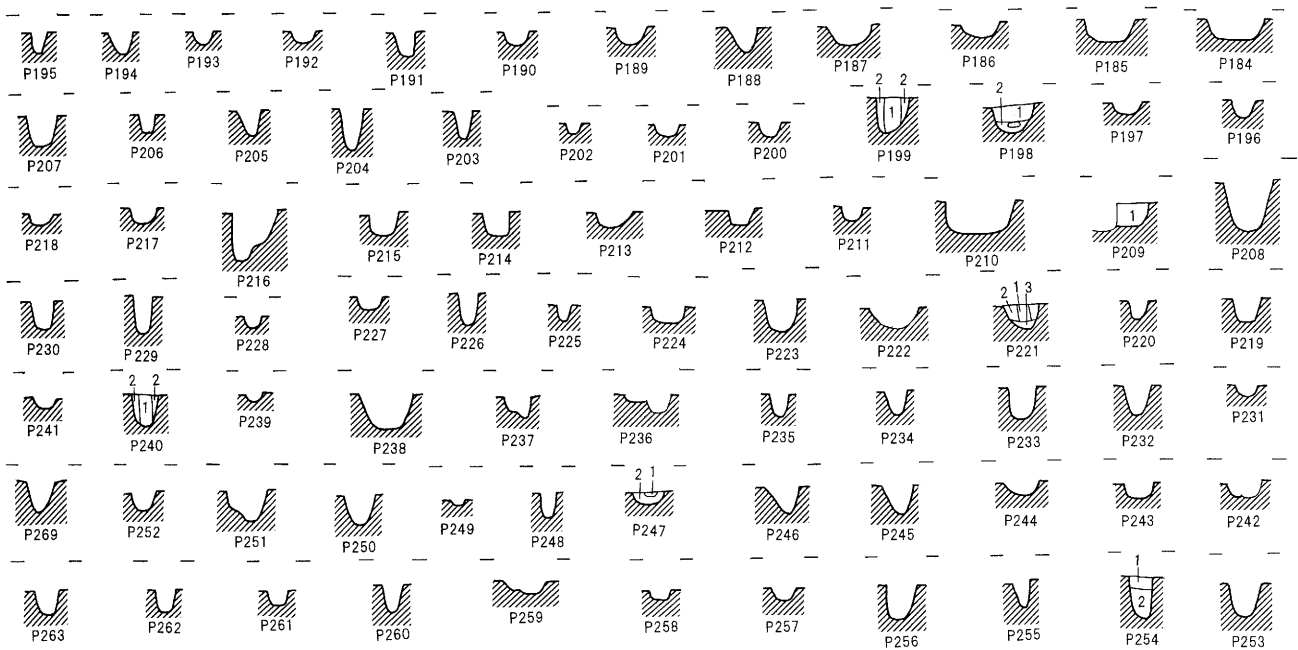 P195 P194 P193 P192 P191 P190 P189 P188 P187 P186 P185 P184
2 2 2
1 1
P207 P206 P205 P204 P203 P202 P201 P200 P199 P198 P197 P196
1
P218 P217 P216 P215 P214 P213 P212 P211 P210 P209 P208
2 1 3
P230 P229 P228 P227 P226 P225 P224 P223 P222 P221 P220 P219
2 2
1
P241 P240 P239 P238 P237 P236 P235 P234 P233 P232 P231
2 1
P269 P252 P251 P250 P249 P248 P247 P246 P245 P244 P243 P242
1
2
P263 P262 P261 P260 P259 P258 P257 P256 P255 P254 P253